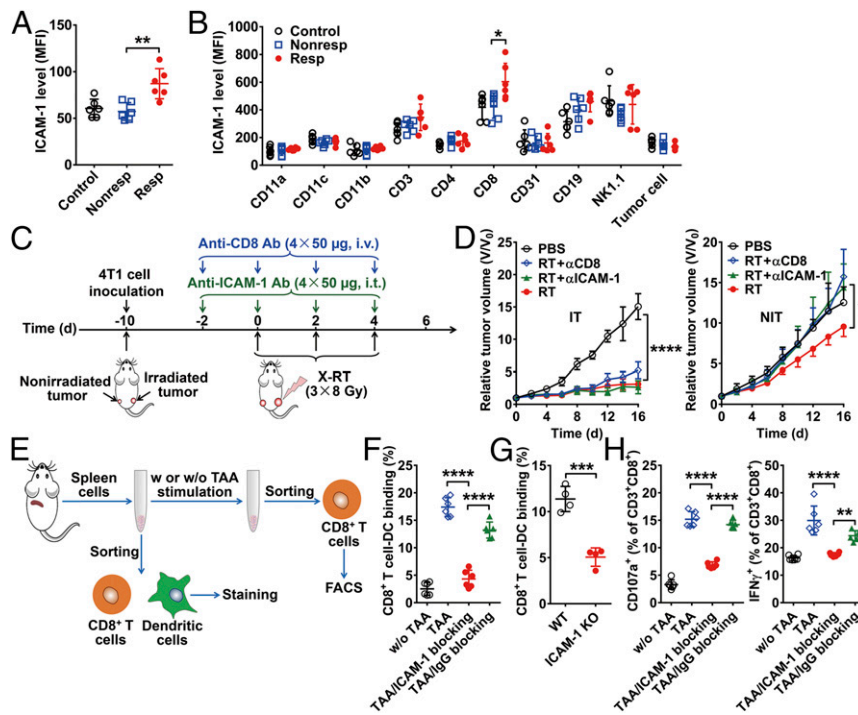 A
ICAM-1 level (MFI)
150
100
50
0
**
Control
Nonresp
Resp
B
ICAM-1 level (MFI)
1000
800
600
400
200
0
Control
Nonresp
Resp
*
CD11a
CD11c
CD11b
CD3
CD4
CD8
CD31
CD19
NK1.1
Tumor cell
C
Anti-CD8 Ab (4×50 μg, i.v.)
4T1 cell
inoculation
Anti-ICAM-1 Ab (4×50 μg, i.t.)
Time (d)
-10
-2
0
2
4
6
Nonirradiated
tumor
Irradiated
tumor
X-RT
(3×8 Gy)
D
Relative tumor volume (V/V0)
25
20
15
10
5
0
PBS
RT+αCD8
RT+αICAM-1
RT
IT
****
0 4 8 12 16
Time (d)
Relative tumor volume (V/V0)
20
15
10
5
0
PBS
RT+αCD8
RT+αICAM-1
RT
NIT
0 4 8 12 16
Time (d)
E
Spleen
cells
w or w/o TAA
stimulation
Sorting
CD8+ T
cells
FACS
Sorting
CD8+ T
cells
Dendritic
cells
Staining
F
CD8+ T cell-DC binding (%)
25
20
15
10
5
0
****
****
w/o TAA
TAA
TAA/ICAM-1 blocking
TAA/IgG blocking
G
CD8+ T cell-DC binding (%)
15
10
5
0
***
WT
ICAM-1 KO
H
CD107a+ (% of CD3+CD8+)
25
20
15
10
5
0
****
****
w/o TAA
TAA
TAA/ICAM-1 blocking
TAA/IgG blocking
IFNγ+ (% of CD3+CD8+)
50
40
30
20
10
0
****
**
w/o TAA
TAA
TAA/ICAM-1 blocking
TAA/IgG blocking